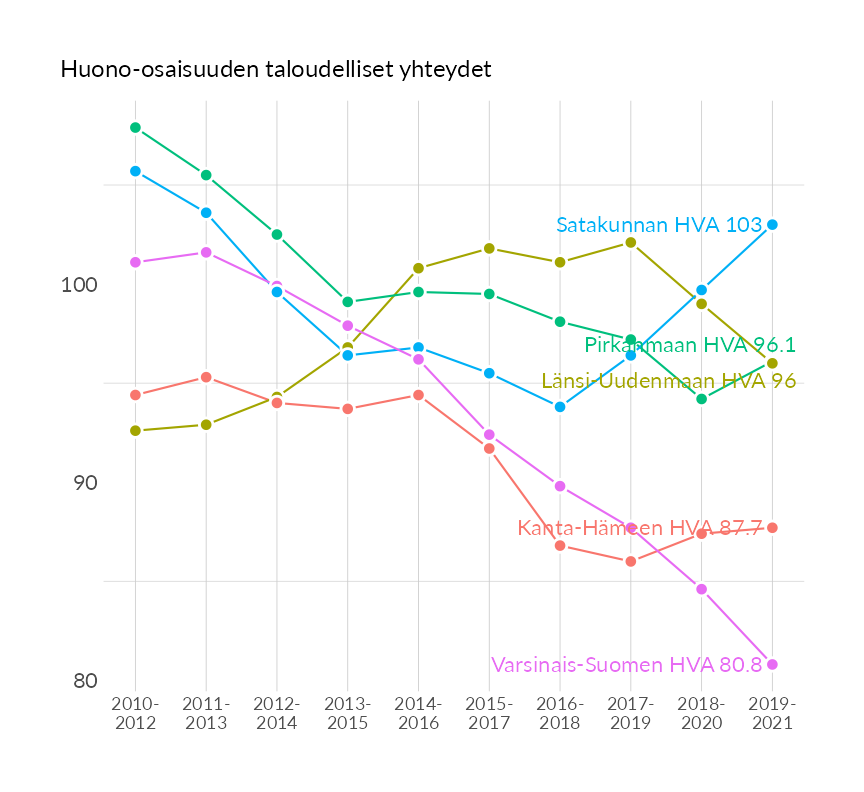 Huono-osaisuuden taloudelliset yhteydet
Satakunnan HVA 103
100
Pirkanmaan HVA 96.1
Länsi-Uudenmaan HVA 96
90
Kanta-Hämeen HVA 87.7
Varsinais-Suomen HVA 80.8
80
2010- 2011- 2012- 2013- 2014- 2015- 2016- 2017- 2018- 2019-
2012 2013 2014 2015 2016 2017 2018 2019 2020 2021